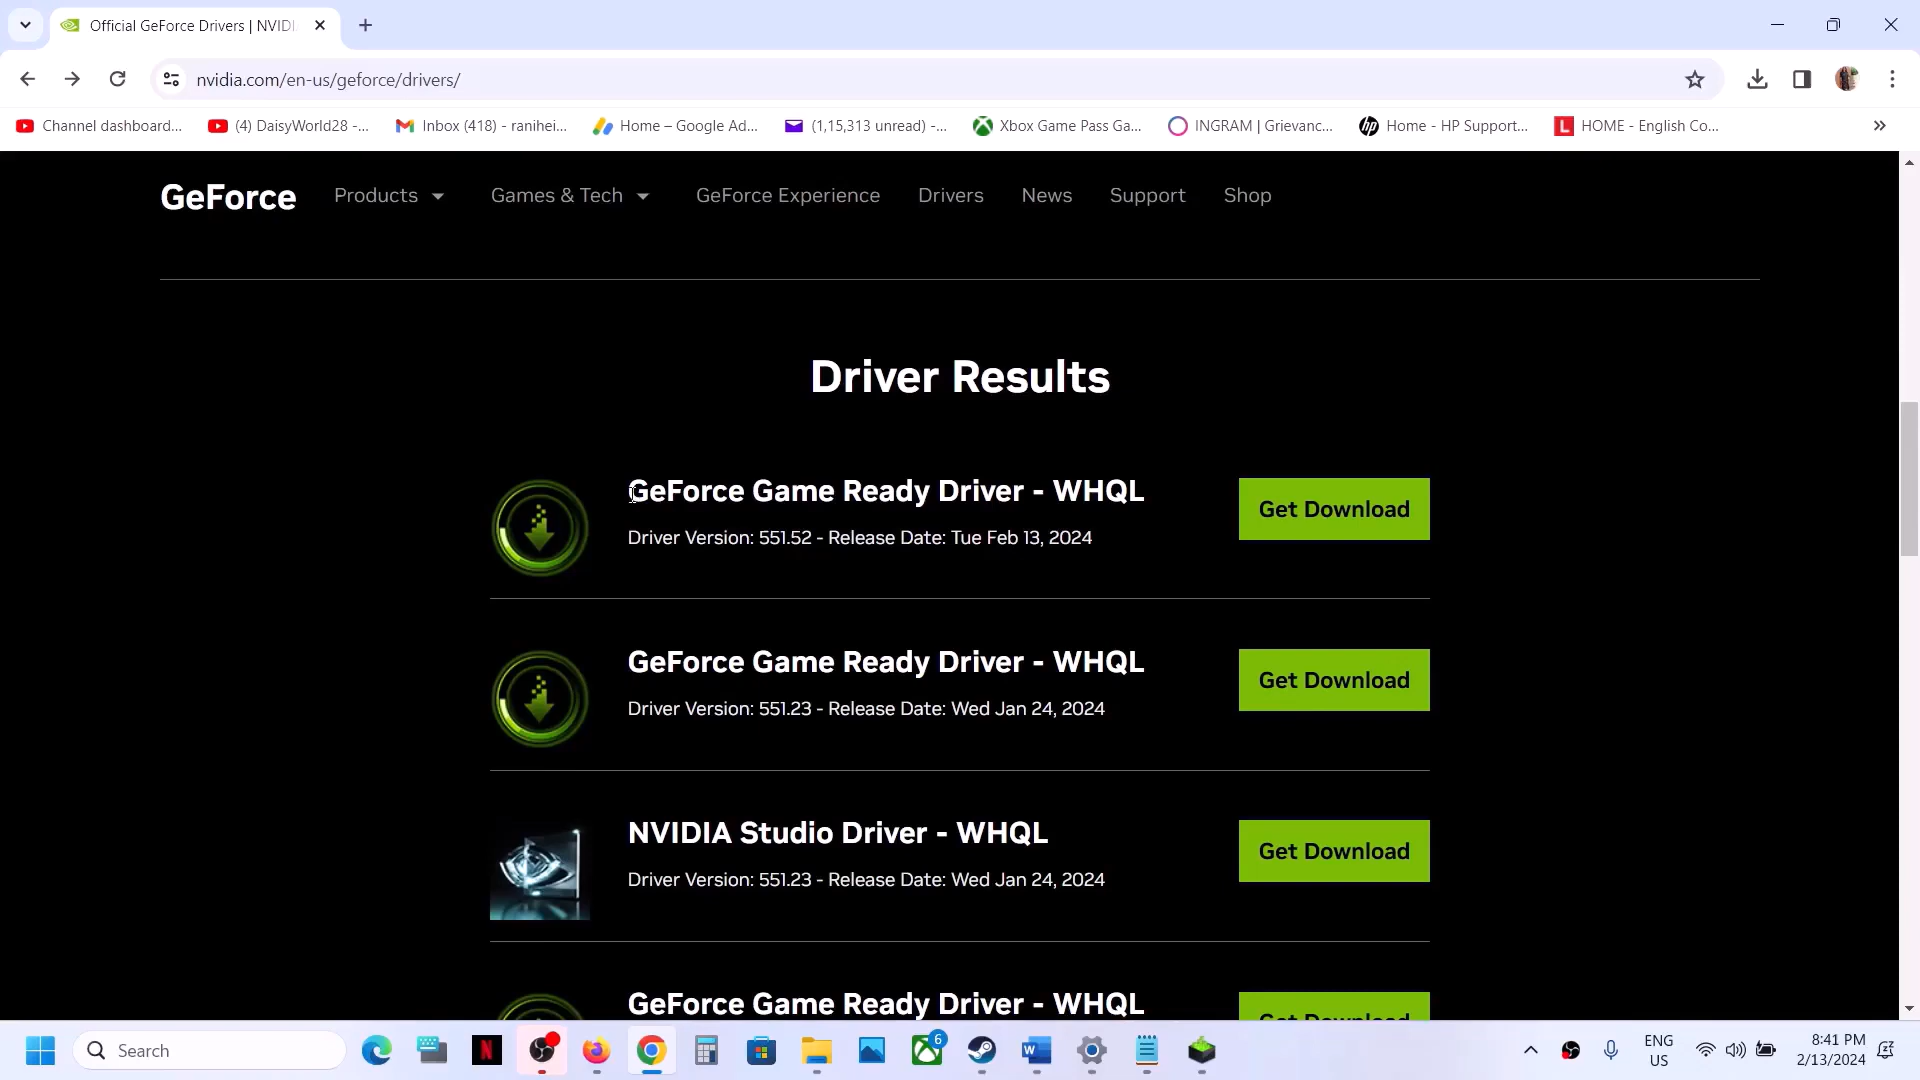 Official GeForce Drivers | NVIDI
nvidia.com/en-us/geforce/drivers/
Channel dashboard...
(4) DaisyWorld28 -...
Inbox (418) - ranihei...
Home – Google Ad...
(1,15,313 unread) -...
Xbox Game Pass Ga...
INGRAM | Grievanc...
Home - HP Support...
HOME - English Co...
GeForce
Products
Games & Tech
GeForce Experience
Drivers
News
Support
Shop
Driver Results
GeForce Game Ready Driver - WHQL
Driver Version: 551.52 - Release Date: Tue Feb 13, 2024
Get Download
GeForce Game Ready Driver - WHQL
Driver Version: 551.23 - Release Date: Wed Jan 24, 2024
Get Download
NVIDIA Studio Driver - WHQL
Driver Version: 551.23 - Release Date: Wed Jan 24, 2024
Get Download
GeForce Game Ready Driver - WHQL
Get Download
Search
6
ENG
US
8:41 PM
2/13/2024